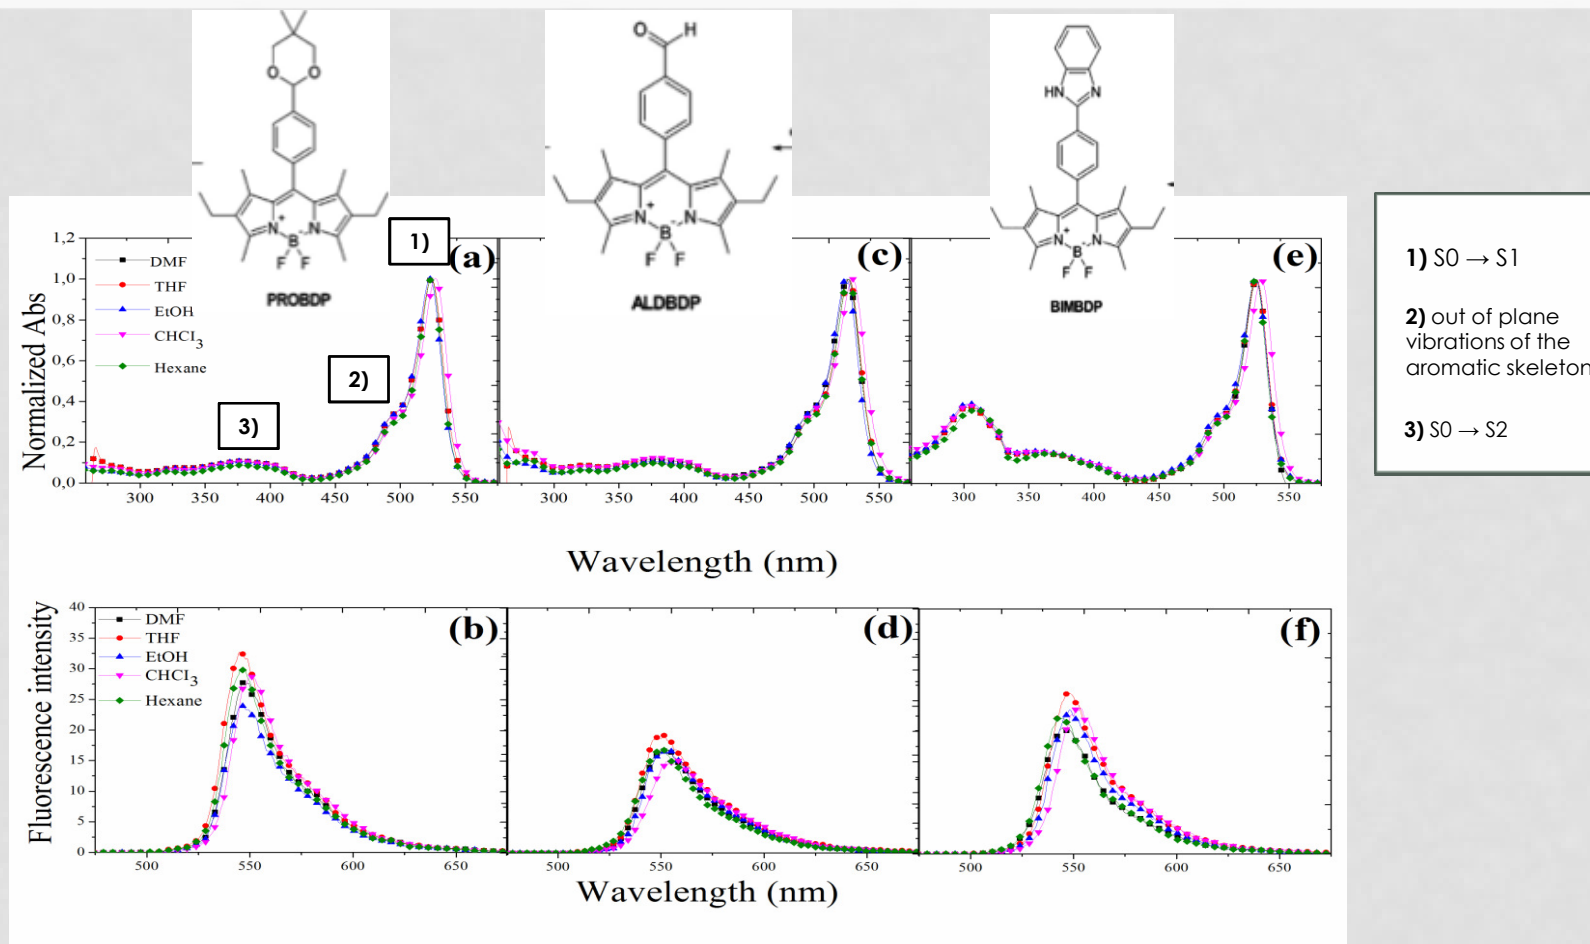 O
H
O
O
HN
N
N
+
-
N
B
F
F
PROBDP
N
+
-
N
B
F
F
ALDBDP
N
+
-
N
B
F
F
BIMBDP
1)
2)
3)
(a)
(c)
(e)
Normalized Abs
1,2
1,0
0,8
0,6
0,4
0,2
0,0
DMF
THF
EtOH
CHCI3
Hexane
300 350 400 450 500 550
300 350 400 450 500 550
300 350 400 450 500 550
Wavelength (nm)
1) S0 → S1
2) out of plane
vibrations of the
aromatic skeleton
3) S0 → S2
(b)
(d)
(f)
Fluorescence intensity
40
35
30
25
20
15
10
5
0
DMF
THF
EtOH
CHCI3
Hexane
500 550 600 650
500 550 600 650
500 550 600 650
Wavelength (nm)